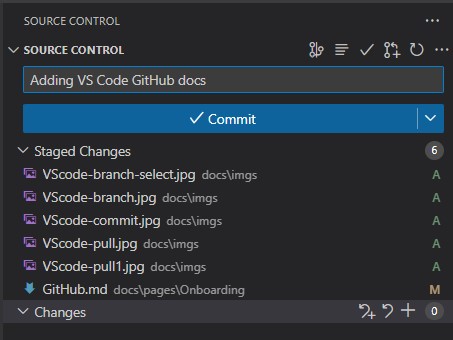 SOURCE CONTROL
SOURCE CONTROL
Adding VS Code GitHub docs
Commit
Staged Changes 6
VScode-branch-select.jpg docs\imgs A
VScode-branch.jpg docs\imgs A
VScode-commit.jpg docs\imgs A
VScode-pull.jpg docs\imgs A
VScode-pull1.jpg docs\imgs A
GitHub.md docs\pages\Onboarding M
Changes 0